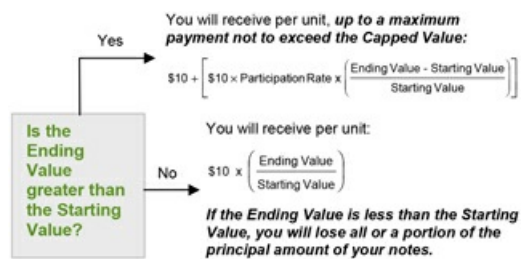 You will receive per unit, up to a maximum
payment not to exceed the Capped Value:
Yes
$10 + [$10 × Participation Rate x (Ending Value - Starting Value / Starting Value)]
Is the
Ending
Value
greater than
the Starting
Value?
No
You will receive per unit:
$10 x (Ending Value / Starting Value)
If the Ending Value is less than the Starting
Value, you will lose all or a portion of the
principal amount of your notes.